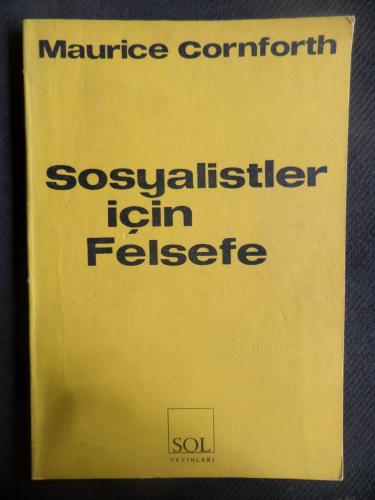 Maurice Cornforth
Sosyalistler
için
Felsefe
SOL
YAYINLARI